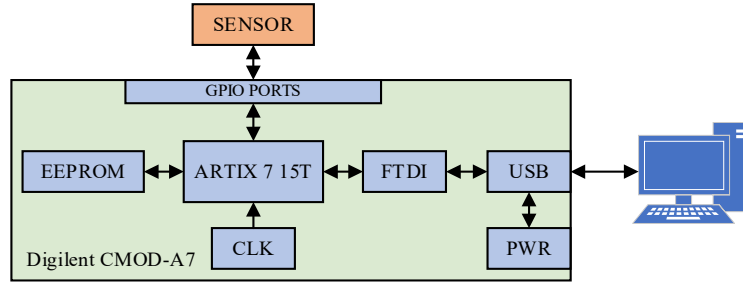 SENSOR
GPIO PORTS
EEPROM
ARTIX 7 15T
FTDI
USB
CLK
PWR
Digilent CMOD-A7